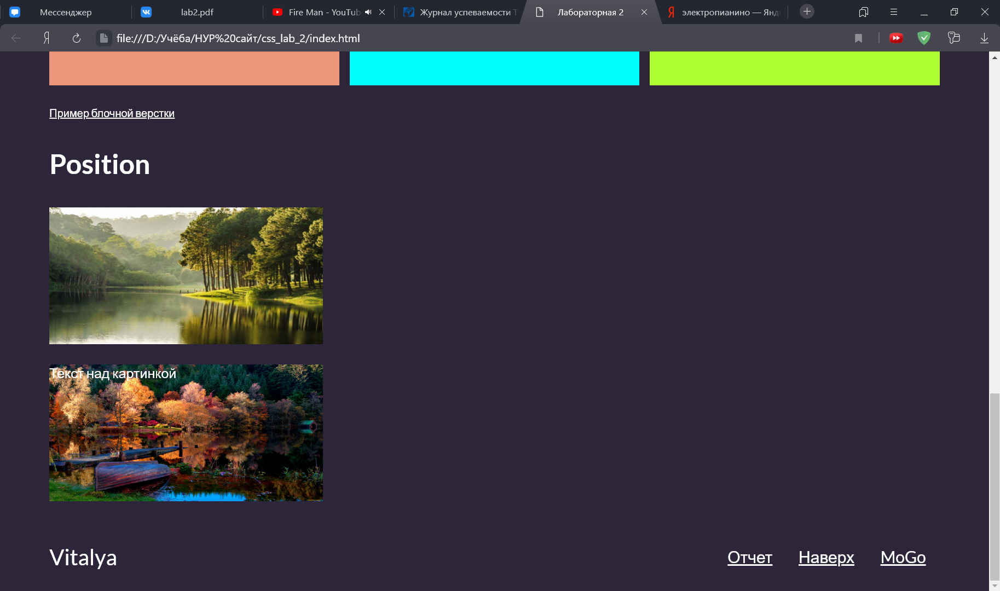 Мессенджер
lab2.pdf
Fire Man - YouTub
Журнал успеваемости Т
Лабораторная 2
электропианино — Янд
file:///D:/Учёба/НУР%20сайт/css_lab_2/index.html
Пример блочной верстки
Position
Текст над картинкой
Vitalya
Отчет
Наверх
MoGo